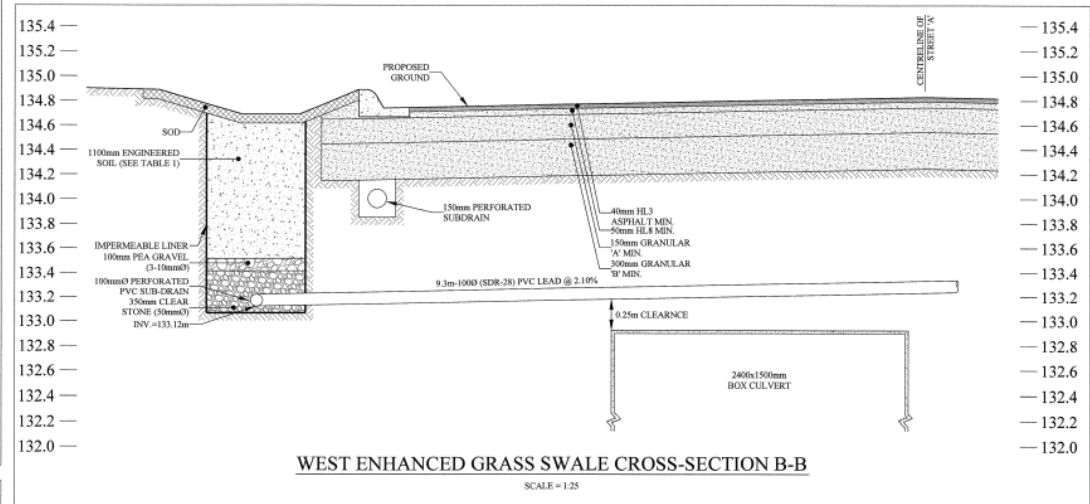 135.4
135.2
135.0
134.8
134.6
134.4
134.2
134.0
133.8
133.6
133.4
133.2
133.0
132.8
132.6
132.4
132.2
132.0
SOD
1100mm ENGINEERED
SOIL (SEE TABLE 1)
IMPERMEABLE LINER
100mm PEA GRAVEL
(3-10mmØ)
100mmØ PERFORATED
PVC SUB-DRAIN
350mm CLEAR
STONE (50mmØ)
INV.=133.12m
PROPOSED
GROUND
150mm PERFORATED
SUBDRAIN
40mm HL3
ASPHALT MIN.
50mm HL8 MIN.
150mm GRANULAR
'A' MIN.
300mm GRANULAR
'B' MIN.
9.3m-100Ø (SDR-28) PVC LEAD @ 2.10%
0.25m CLEARNCE
2400x1500mm
BOX CULVERT
CENTRELINE OF
STREET 'A'
135.4
135.2
135.0
134.8
134.6
134.4
134.2
134.0
133.8
133.6
133.4
133.2
133.0
132.8
132.6
132.4
132.2
132.0
WEST ENHANCED GRASS SWALE CROSS-SECTION B-B
SCALE = 1:25